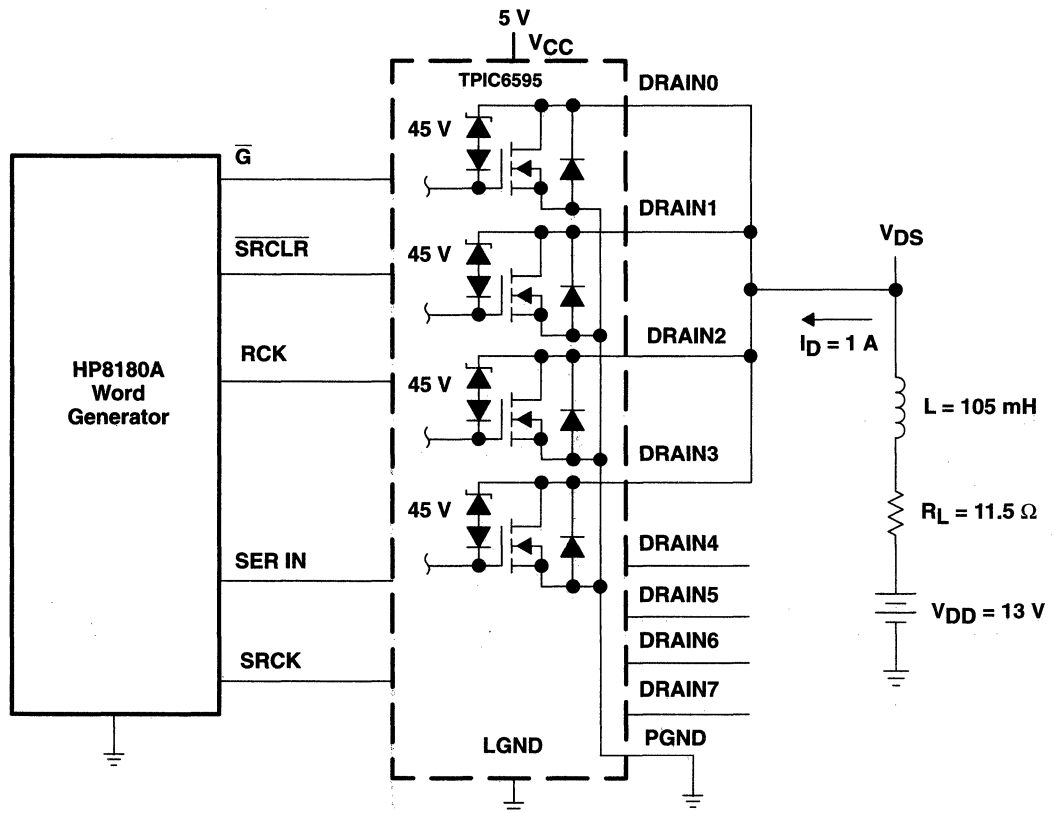 5 V
VCC
TPIC6595
DRAIN0
45 V
G
DRAIN1
SRCLR
45 V
VDS
RCK
DRAIN2
ID = 1 A
HP8180A
Word
Generator
45 V
L = 105 mH
DRAIN3
45 V
RL = 11.5 Ω
SER IN
DRAIN4
DRAIN5
VDD = 13 V
DRAIN6
SRCK
DRAIN7
LGND
PGND